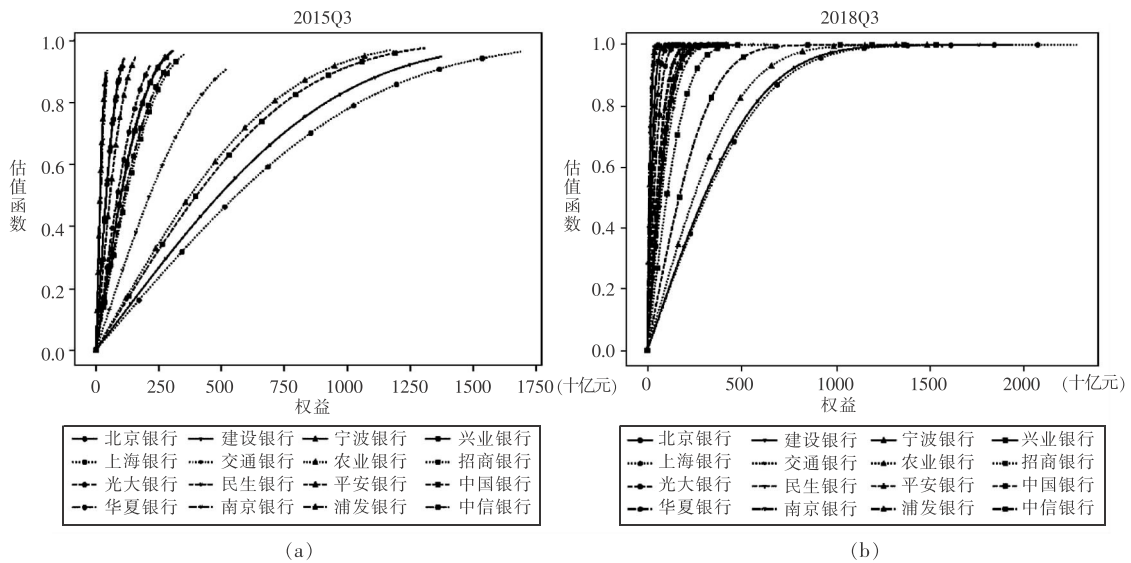 2015Q3
1.0
0.8
0.6
0.4
0.2
0.0
估值函数
0 250 500 750 1000 1250 1500 1750 (十亿元)
权益
北京银行 建设银行 宁波银行 兴业银行
上海银行 交通银行 农业银行 招商银行
光大银行 民生银行 平安银行 中国银行
华夏银行 南京银行 浦发银行 中信银行
(a)
2018Q3
1.0
0.8
0.6
0.4
0.2
0.0
估值函数
0 500 1000 1500 2000 (十亿元)
权益
北京银行 建设银行 宁波银行 兴业银行
上海银行 交通银行 农业银行 招商银行
光大银行 民生银行 平安银行 中国银行
华夏银行 南京银行 浦发银行 中信银行
(b)